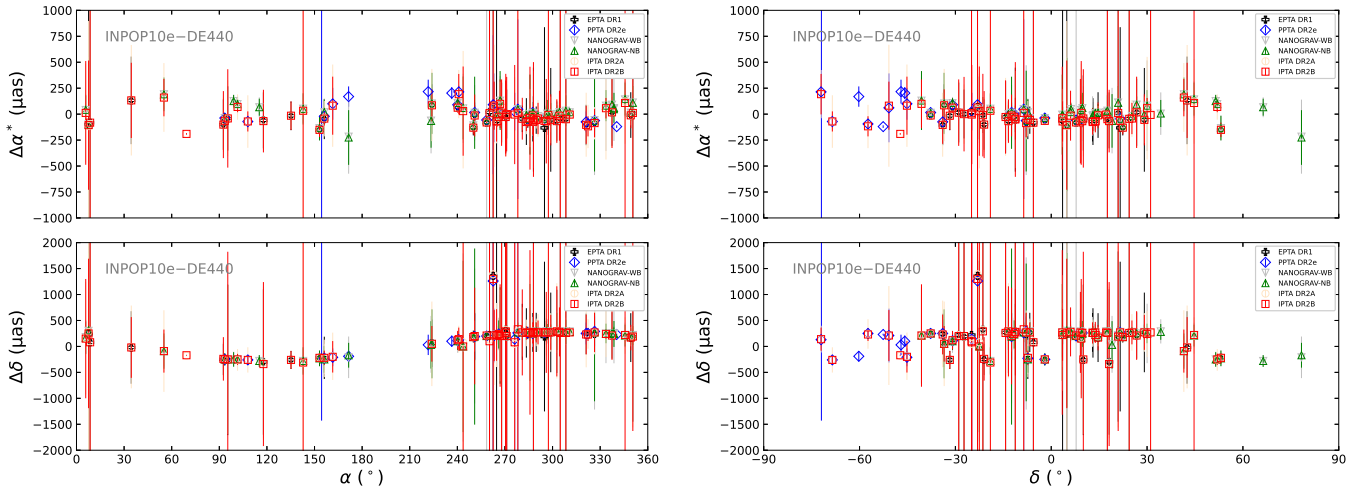 1000
750
500
250
0
−250
−500
−750
−1000
Δα* (µas)
INPOP10e−DE440
EPTA DR1
PPTA DR2e
NANOGRAV-WB
NANOGRAV-NB
IPTA DR2A
IPTA DR2B
1000
750
500
250
0
−250
−500
−750
−1000
Δα* (µas)
INPOP10e−DE440
EPTA DR1
PPTA DR2e
NANOGRAV-WB
NANOGRAV-NB
IPTA DR2A
IPTA DR2B
2000
1500
1000
500
0
−500
−1000
−1500
−2000
Δδ (µas)
INPOP10e−DE440
EPTA DR1
PPTA DR2e
NANOGRAV-WB
NANOGRAV-NB
IPTA DR2A
IPTA DR2B
0 30 60 90 120 150 180 210 240 270 300 330 360
α (°)
2000
1500
1000
500
0
−500
−1000
−1500
−2000
Δδ (µas)
INPOP10e−DE440
EPTA DR1
PPTA DR2e
NANOGRAV-WB
NANOGRAV-NB
IPTA DR2A
IPTA DR2B
−90 −60 −30 0 30 60 90
δ (°)